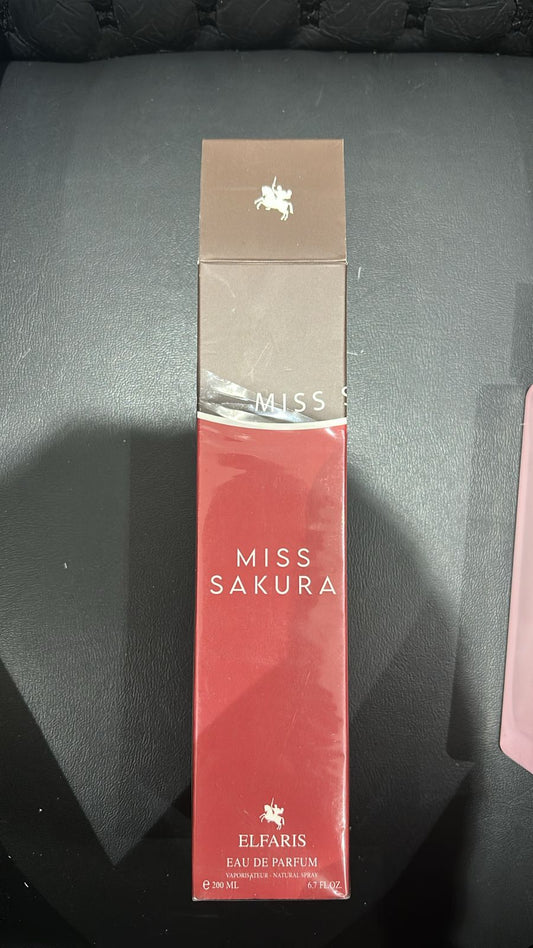 MISS S
MISS
SAKURA
ELFARIS
EAU DE PARFUM
VAPORISATEUR - NATURAL SPRAY
e 200 ML 6.7 FL.OZ.